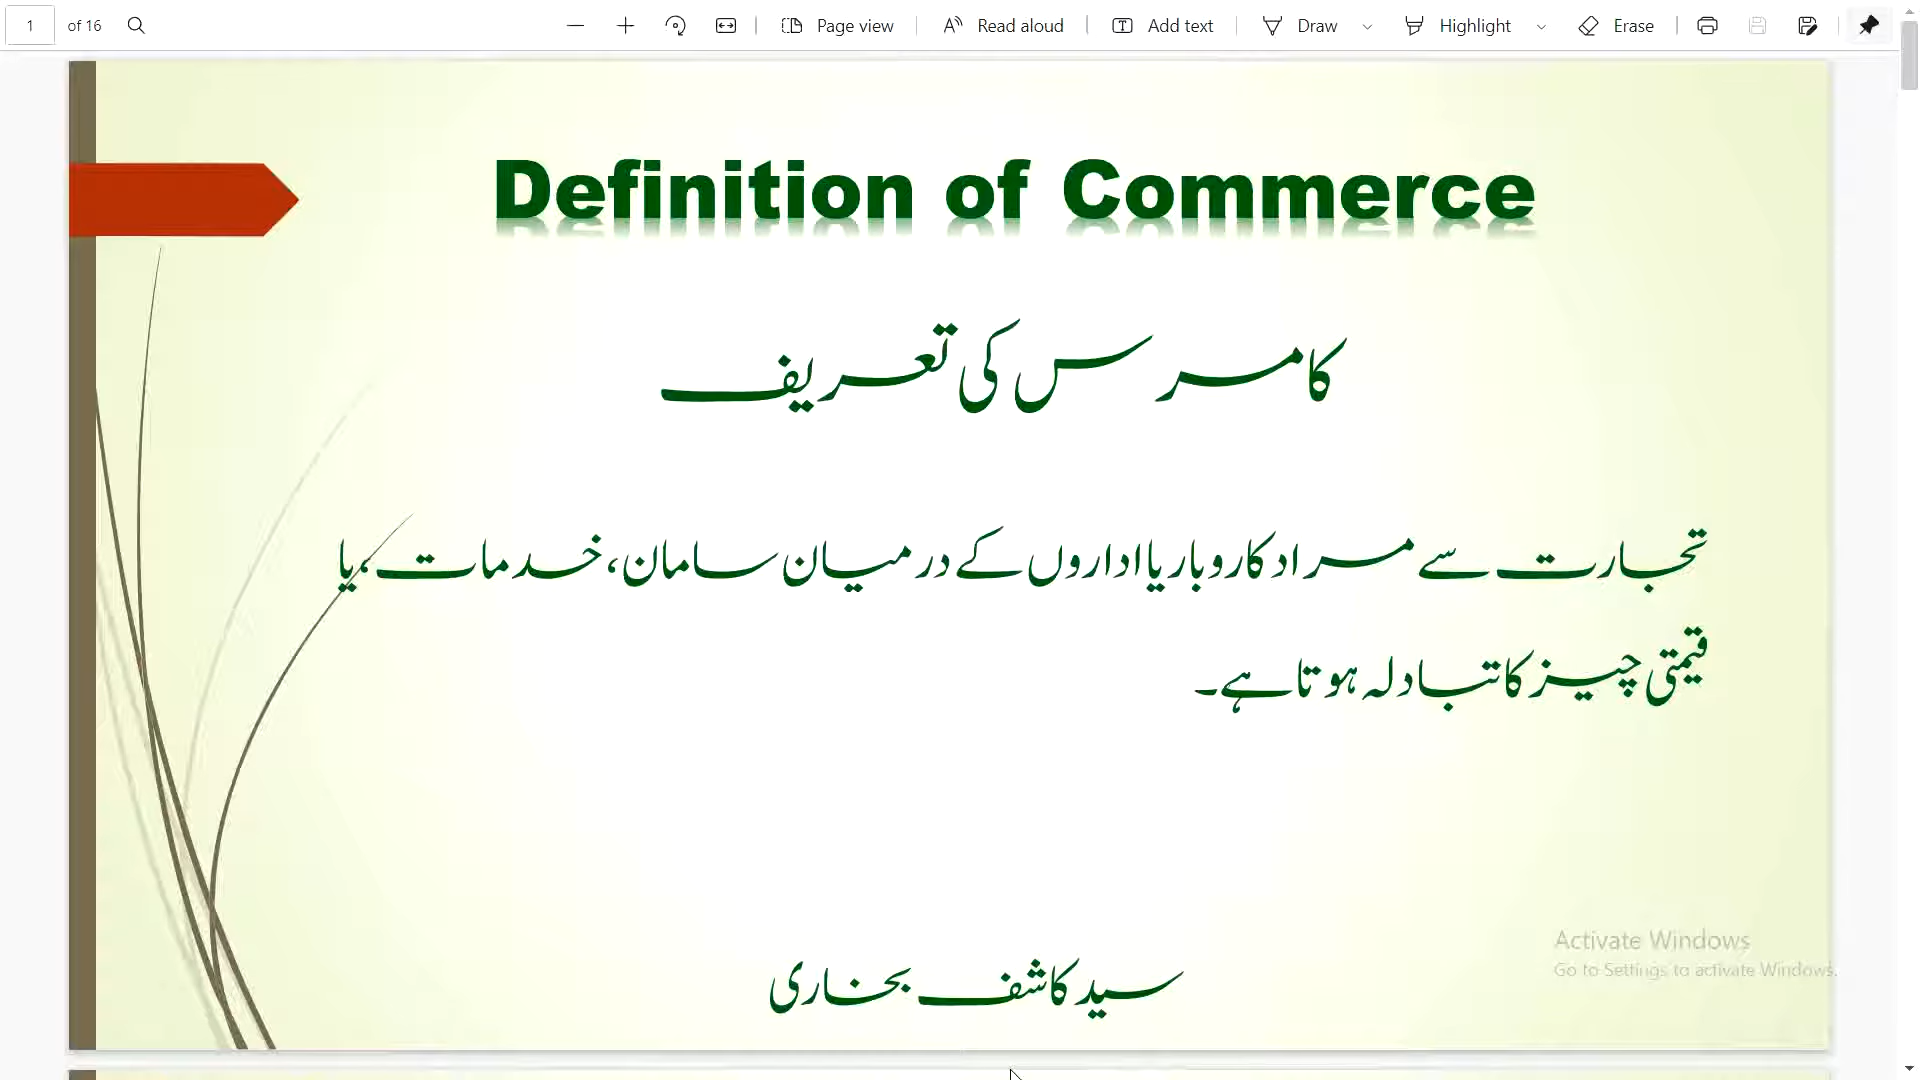 1 of 16 Page view Read aloud Add text Draw Highlight Erase
Definition of Commerce
کامرس کی تعریف
تجارت سے مراد کاروبار یا اداروں کے درمیان سامان، خدمات، یا
قیمتی چیز کا تبادلہ ہوتا ہے۔
Activate Windows
Go to Settings to activate Windows.
سید کاشف بخاری